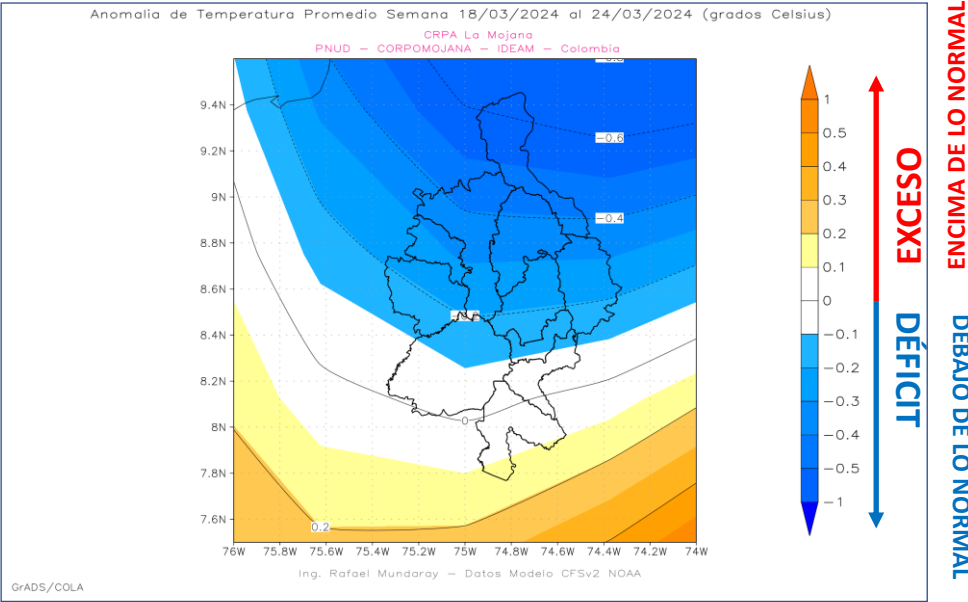 Anomalia de Temperatura Promedio Semana 18/03/2024 al 24/03/2024 (grados Celsius)
CRPA La Mojana
PNUD – CORPOMOJANA – IDEAM – Colombia
9.4N
9.2N
9N
8.8N
8.6N
8.4N
8.2N
8N
7.8N
7.6N
76W 75.8W 75.6W 75.4W 75.2W 75W 74.8W 74.6W 74.4W 74.2W 74W
−0.6
−0.4
0
0.2
1
0.5
0.4
0.3
0.2
0.1
0
−0.1
−0.2
−0.3
−0.4
−0.5
−1
EXCESO
DÉFICIT
ENCIMA DE LO NORMAL
DEBAJO DE LO NORMAL
Ing. Rafael Mundaray – Datos Modelo CFSv2 NOAA
GrADS/COLA